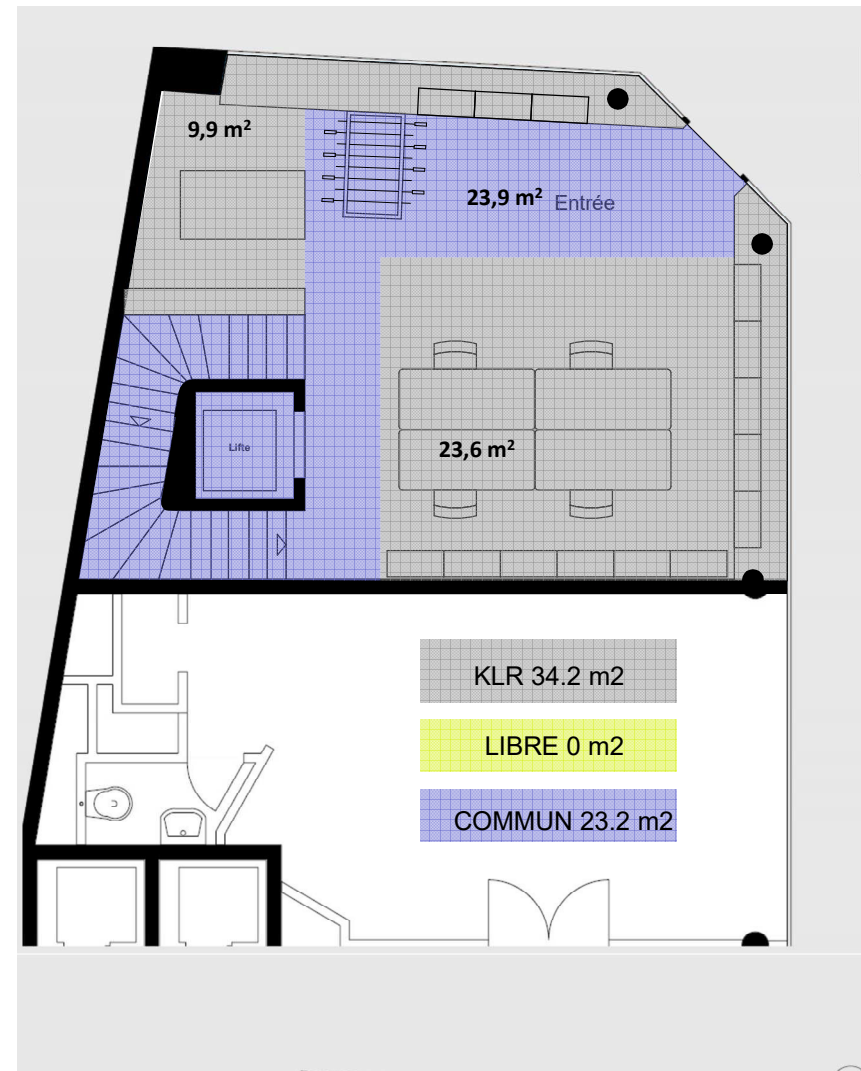 9,9 m²
23,9 m² Entrée
Lifte
23,6 m²
KLR 34.2 m2
LIBRE 0 m2
COMMUN 23.2 m2